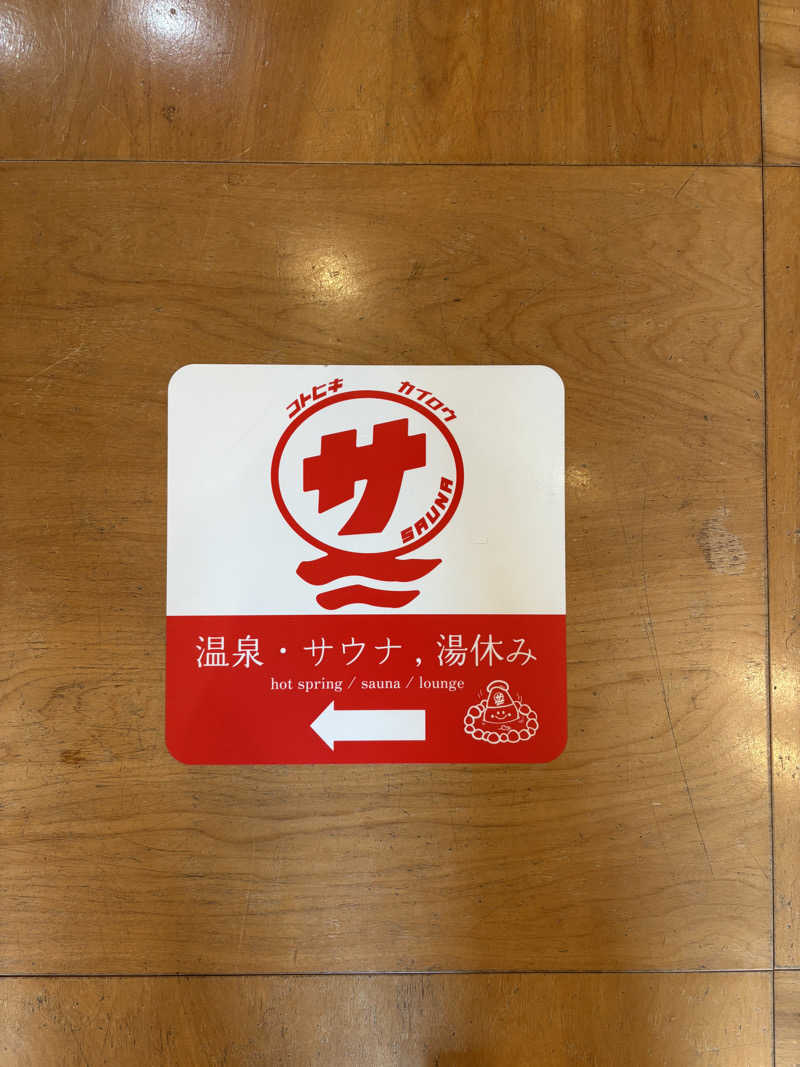 コトヒキ カイロウ
サ
SAUNA
温泉・サウナ , 湯休み
hot spring / sauna / lounge